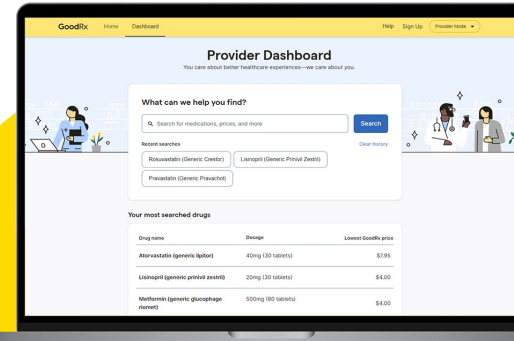 GoodRx Home Dashboard Help Sign Up Provider Mode
Provider Dashboard
You care about better healthcare experiences—we care about you.
What can we help you find?
Search for medications, prices, and more Search
Recent searches Clear history
Rosuvastatin (Generic Crestor) Lisinopril (Generic Prinivil Zestril)
Pravastatin (Generic Pravachol)
Your most searched drugs
Drug name Dosage Lowest GoodRx price
Atorvastatin (generic lipitor) 40mg (30 tablets) $7.95
Lisinopril (generic prinivil zestril) 20mg (30 tablets) $4.00
Metformin (generic glucophage
riomet) 500mg (60 tablets) $4.00